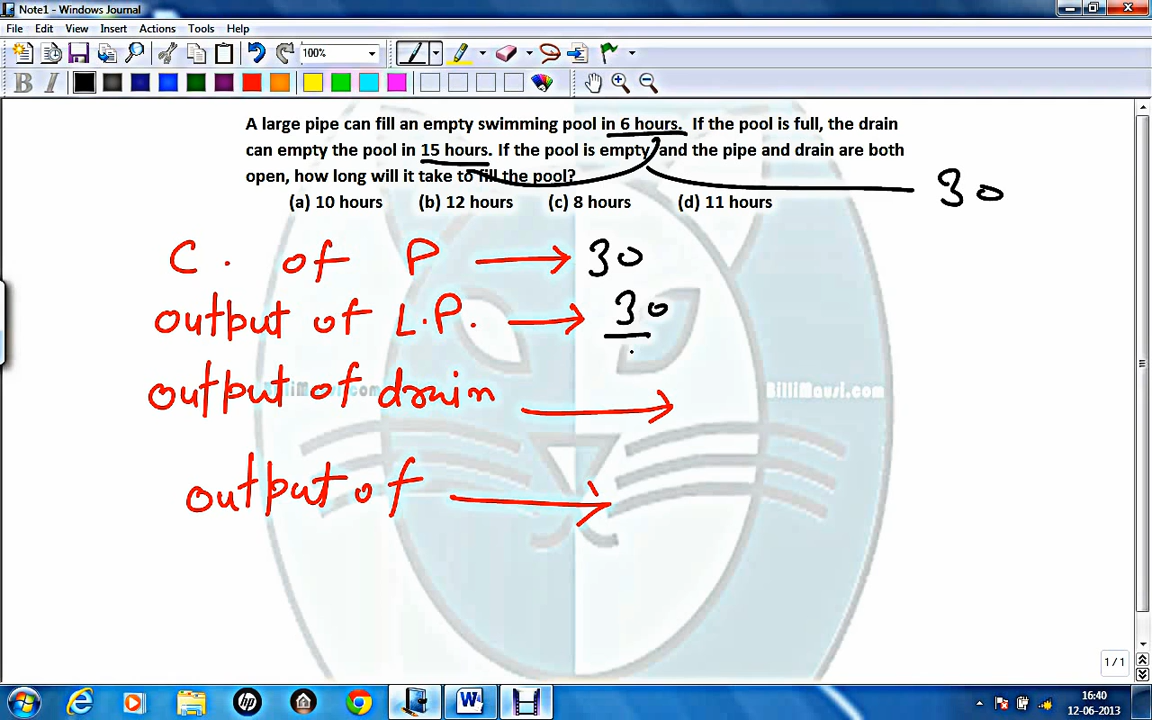 Note1 - Windows Journal
File Edit View Insert Actions Tools Help
100%
B I
A large pipe can fill an empty swimming pool in 6 hours. If the pool is full, the drain
can empty the pool in 15 hours. If the pool is empty, and the pipe and drain are both
open, how long will it take to fill the pool?
30
(a) 10 hours (b) 12 hours (c) 8 hours (d) 11 hours
C. of P → 30
output of L.P. → 30
output of drain →
BilliMausi.com BilliMausi.com
output of →
1/1
W
hp
16:40
12-06-2013